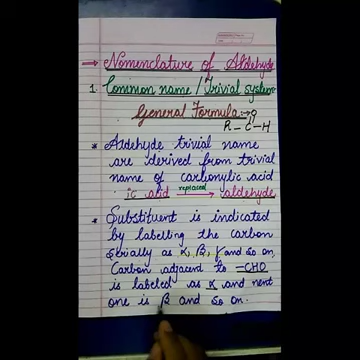 → Nomenclature of Aldehyde
1. Common name / Trivial system
General Formula :→ O
R – C – H
* Aldehyde trivial name
are derived from trivial
name of carboxylic acid
ic acid replaced → aldehyde
* Substituent is indicated
by labelling the carbon
serially as α, β, γ and so on,
Carbon adjacent to –CHO
is labeled as α and next
one is β and so on.